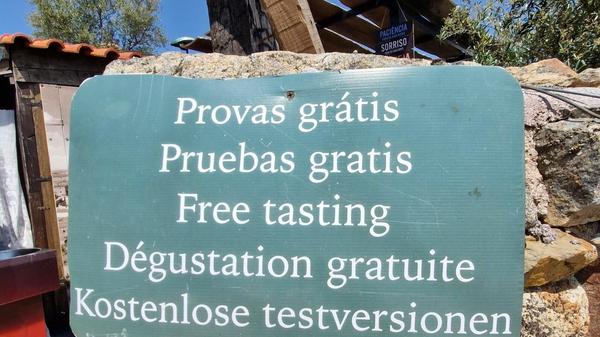 PACIÊNCIA
SORRISO
Provas grátis
Pruebas gratis
Free tasting
Dégustation gratuite
Kostenlose testversionen